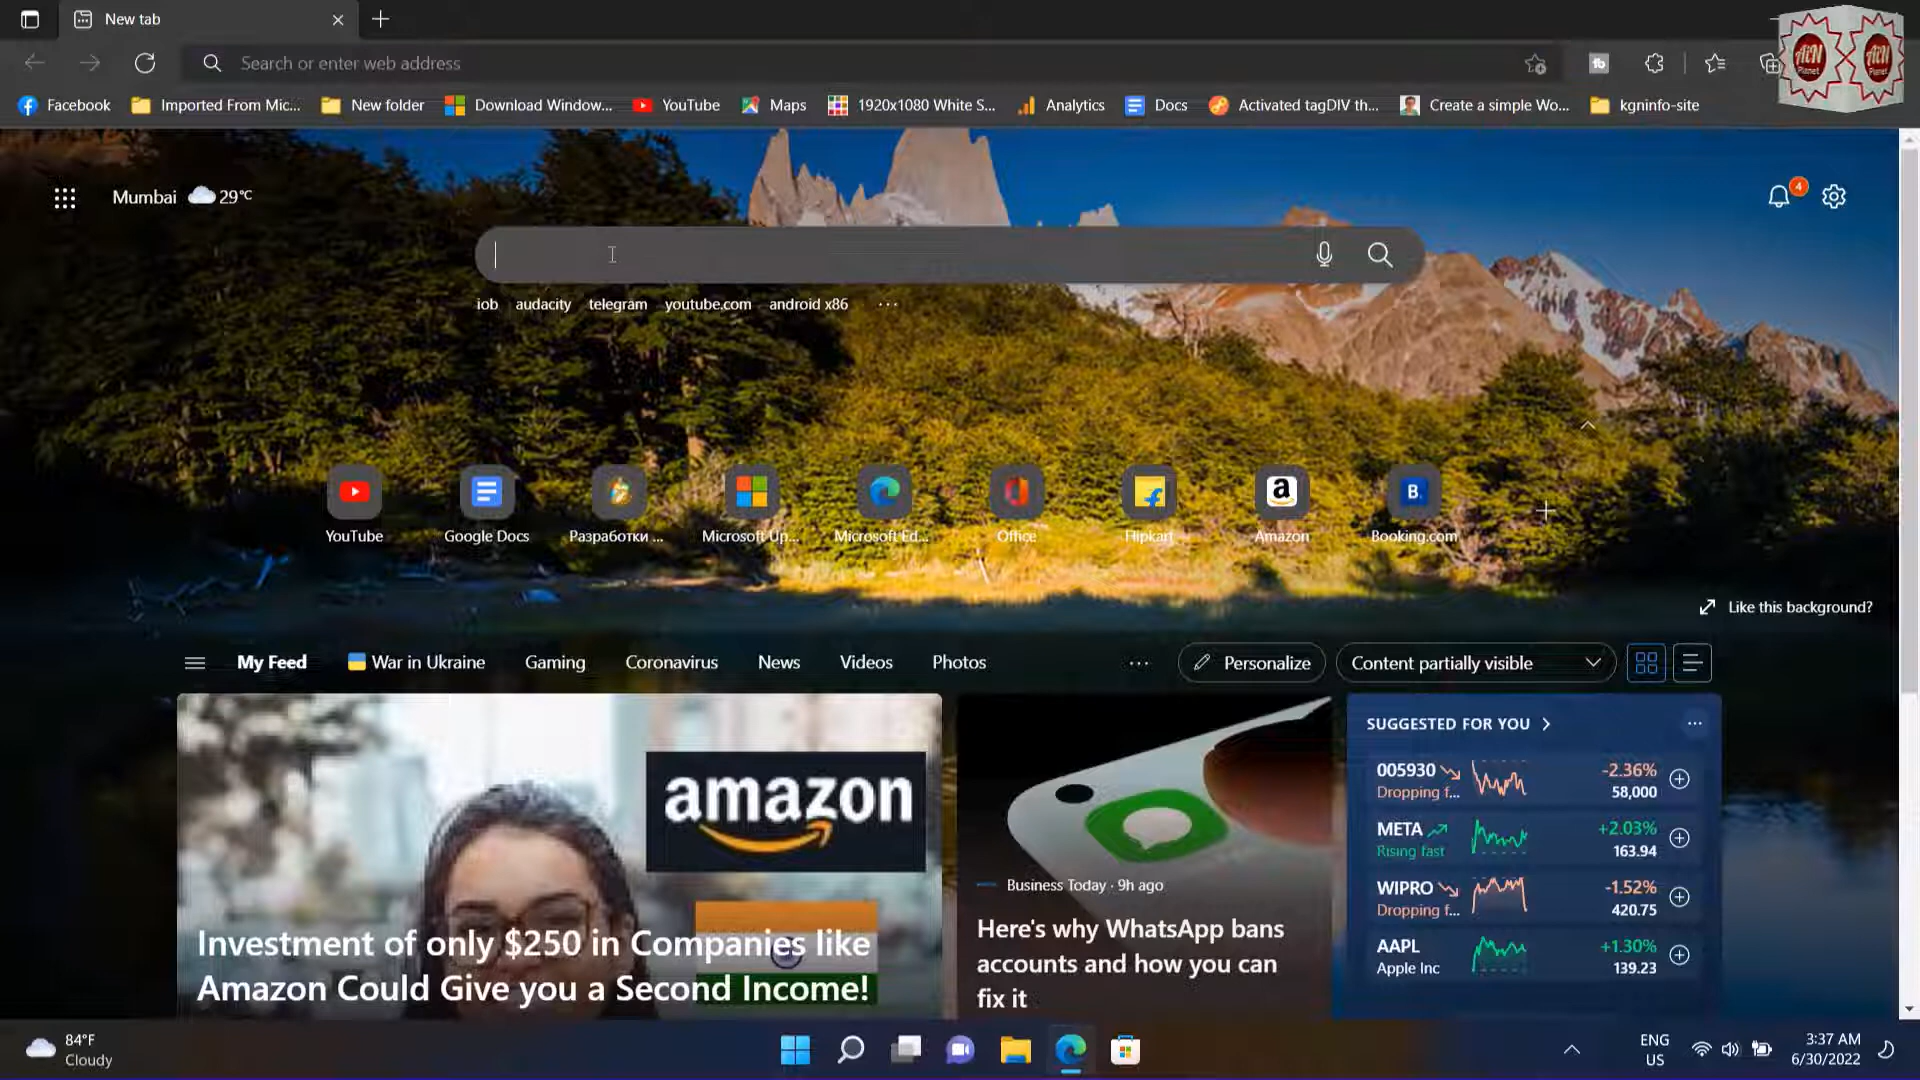 New tab
Search or enter web address
Facebook
Imported From Mic...
New folder
Download Window...
YouTube
Maps
1920x1080 White S...
Analytics
Docs
Activated tagDIV th...
Create a simple Wo...
kgninfo-site
AiN
Planet
AiN
Planet
Mumbai
29°C
4
iob
audacity
telegram
youtube.com
android x86
...
YouTube
Google Docs
Разработки ...
Microsoft Up...
Microsoft Ed...
Office
Flipkart
Amazon
Booking.com
Like this background?
My Feed
War in Ukraine
Gaming
Coronavirus
News
Videos
Photos
...
Personalize
Content partially visible
amazon
Investment of only $250 in Companies like
Amazon Could Give you a Second Income!
Business Today · 9h ago
Here's why WhatsApp bans
accounts and how you can
fix it
SUGGESTED FOR YOU
...
005930
-2.36%
Dropping f...
58,000
META
+2.03%
Rising fast
163.94
WIPRO
-1.52%
Dropping f...
420.75
AAPL
+1.30%
Apple Inc
139.23
84°F
Cloudy
ENG
US
3:37 AM
6/30/2022